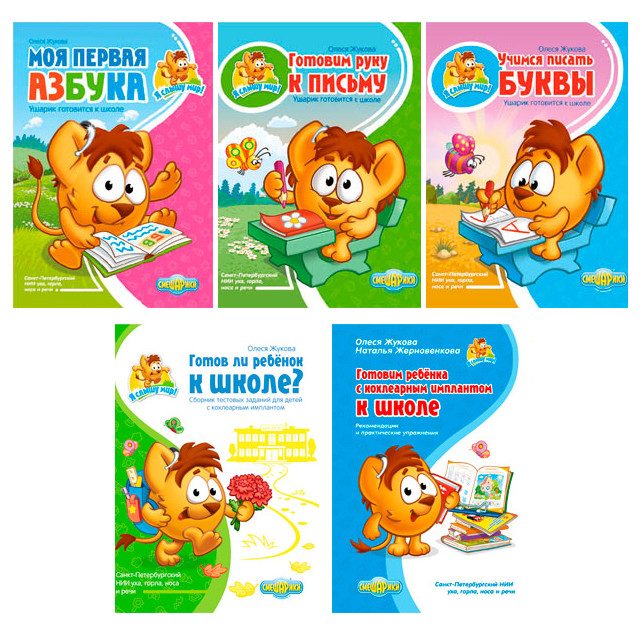 Олеся Жукова
МОЯ ПЕРВАЯ
АЗБУКА
Ушарик готовится к школе
Я СЛЫШУ МИР!
Санкт-Петербургский
НИИ уха, горла,
носа и речи
СМЕШАРИКИ
Олеся Жукова
Готовим руку
К ПИСЬМУ
Ушарик готовится к школе
Я СЛЫШУ МИР!
Санкт-Петербургский
НИИ уха, горла,
носа и речи
СМЕШАРИКИ
Олеся Жукова
Учимся писать
БУКВЫ
Ушарик готовится к школе
Я СЛЫШУ МИР!
А
Санкт-Петербургский
НИИ уха, горла,
носа и речи
СМЕШАРИКИ
Олеся Жукова
Готов ли ребёнок
к школе?
Сборник тестовых заданий для детей
с кохлеарным имплантом
Я СЛЫШУ МИР!
Санкт-Петербургский
НИИ уха, горла, носа
и речи
СМЕШАРИКИ
Олеся Жукова
Наталья Жерновенкова
Готовим ребёнка
с кохлеарным имплантом
к школе
Рекомендации
и практические упражнения
Я СЛЫШУ МИР!
СМЕШАРИКИ
Санкт-Петербургский НИИ
уха, горла, носа и речи